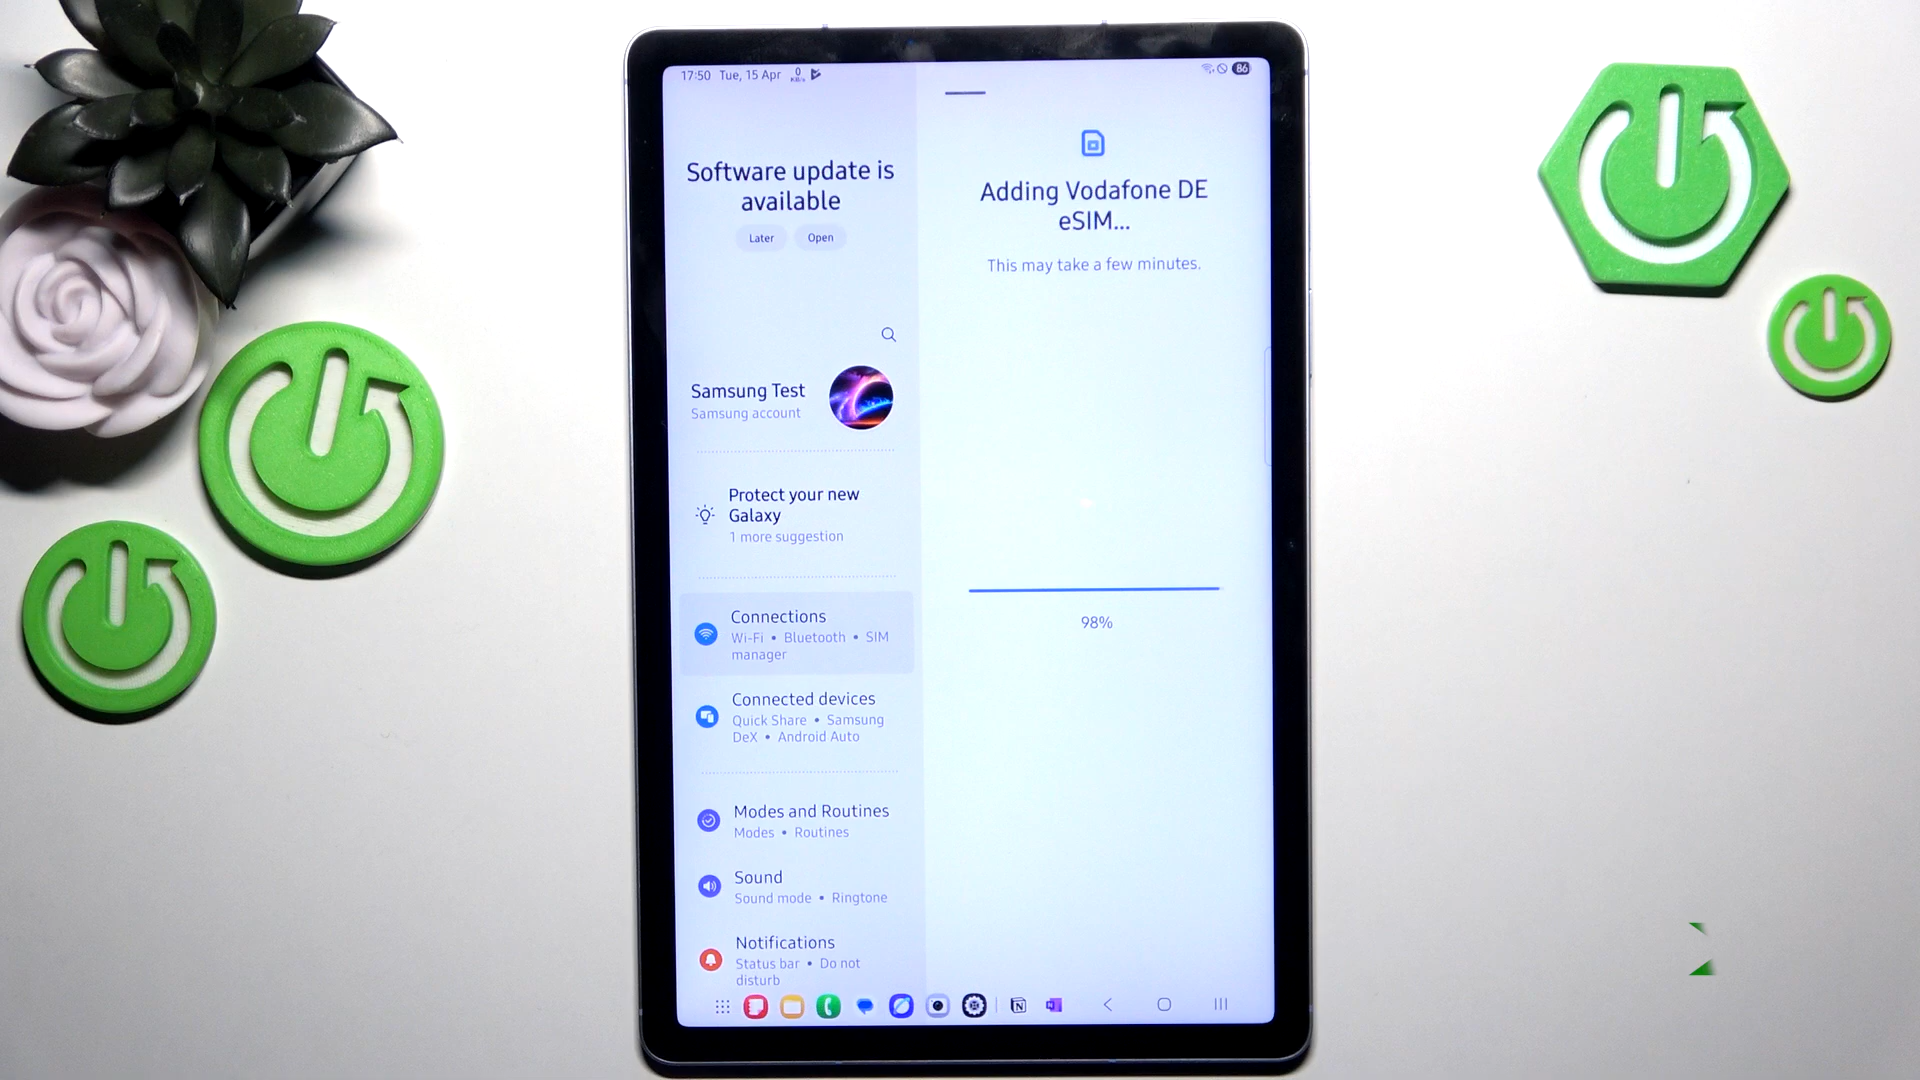 17:50 Tue, 15 Apr 0 KB/s
86
Software update is
available
Later Open
Samsung Test
Samsung account
Protect your new
Galaxy
1 more suggestion
Connections
Wi-Fi • Bluetooth • SIM
manager
Connected devices
Quick Share • Samsung
DeX • Android Auto
Modes and Routines
Modes • Routines
Sound
Sound mode • Ringtone
Notifications
Status bar • Do not
disturb
Adding Vodafone DE
eSIM...
This may take a few minutes.
98%